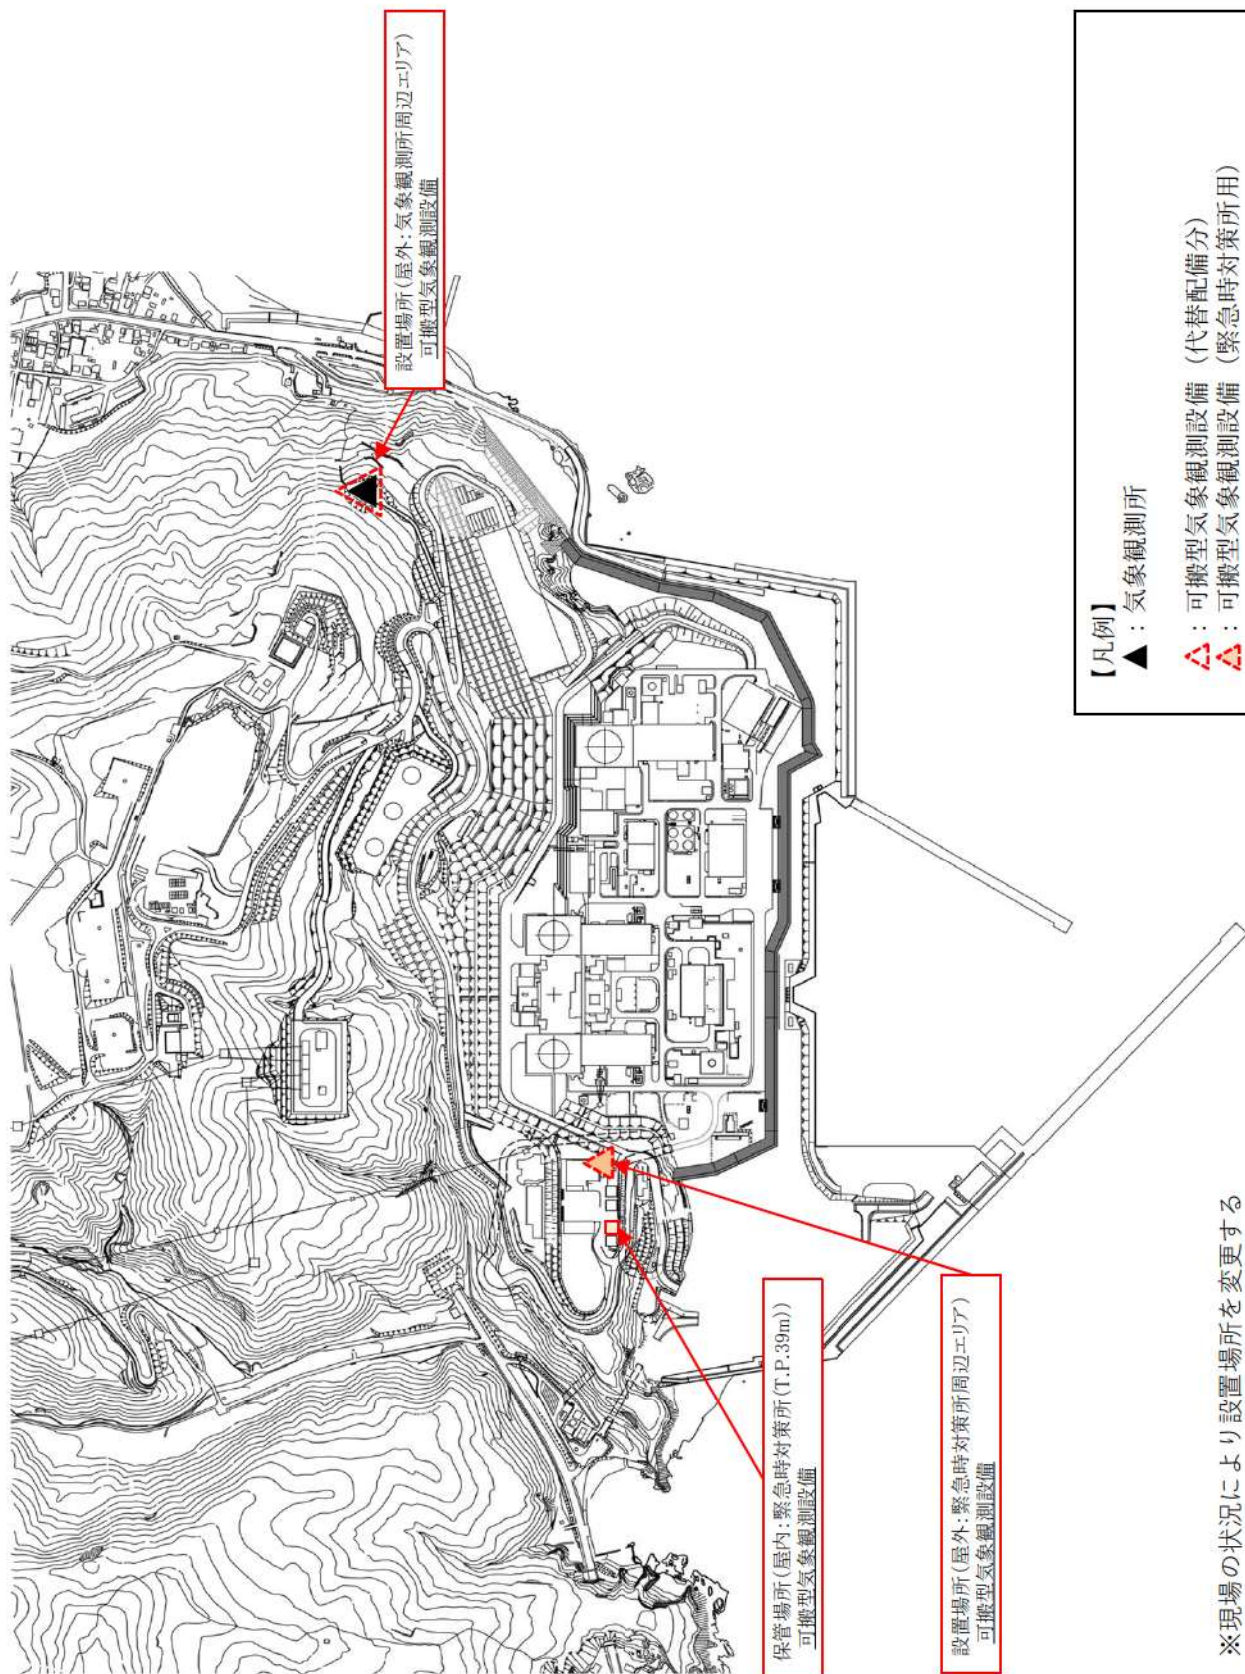 設置場所(屋外:気象観測所周辺エリア)
可搬型気象観測設備
保管場所(屋内:緊急時対策所(T.P.39m))
可搬型気象観測設備
設置場所(屋外:緊急時対策所周辺エリア)
可搬型気象観測設備
【凡例】
▲:気象観測所
:可搬型気象観測設備(代替配備分)
:可搬型気象観測設備(緊急時対策所用)
※現場の状況により設置場所を変更する